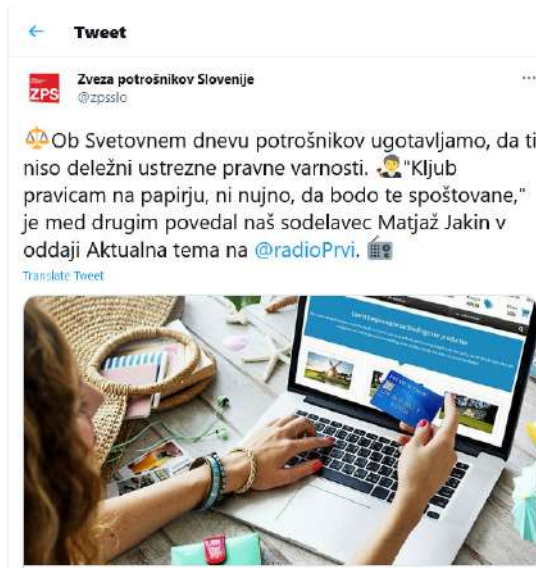 ← Tweet
ZPS
Zveza potrošnikov Slovenije
@zpsslo
⚖️Ob Svetovnem dnevu potrošnikov ugotavljamo, da ti
niso deležni ustrezne pravne varnosti. 👨‍🎓"Kljub
pravicam na papirju, ni nujno, da bodo te spoštovane,"
je med drugim povedal naš sodelavec Matjaž Jakin v
oddaji Aktualna tema na @radioPrvi. 📻
Translate Tweet